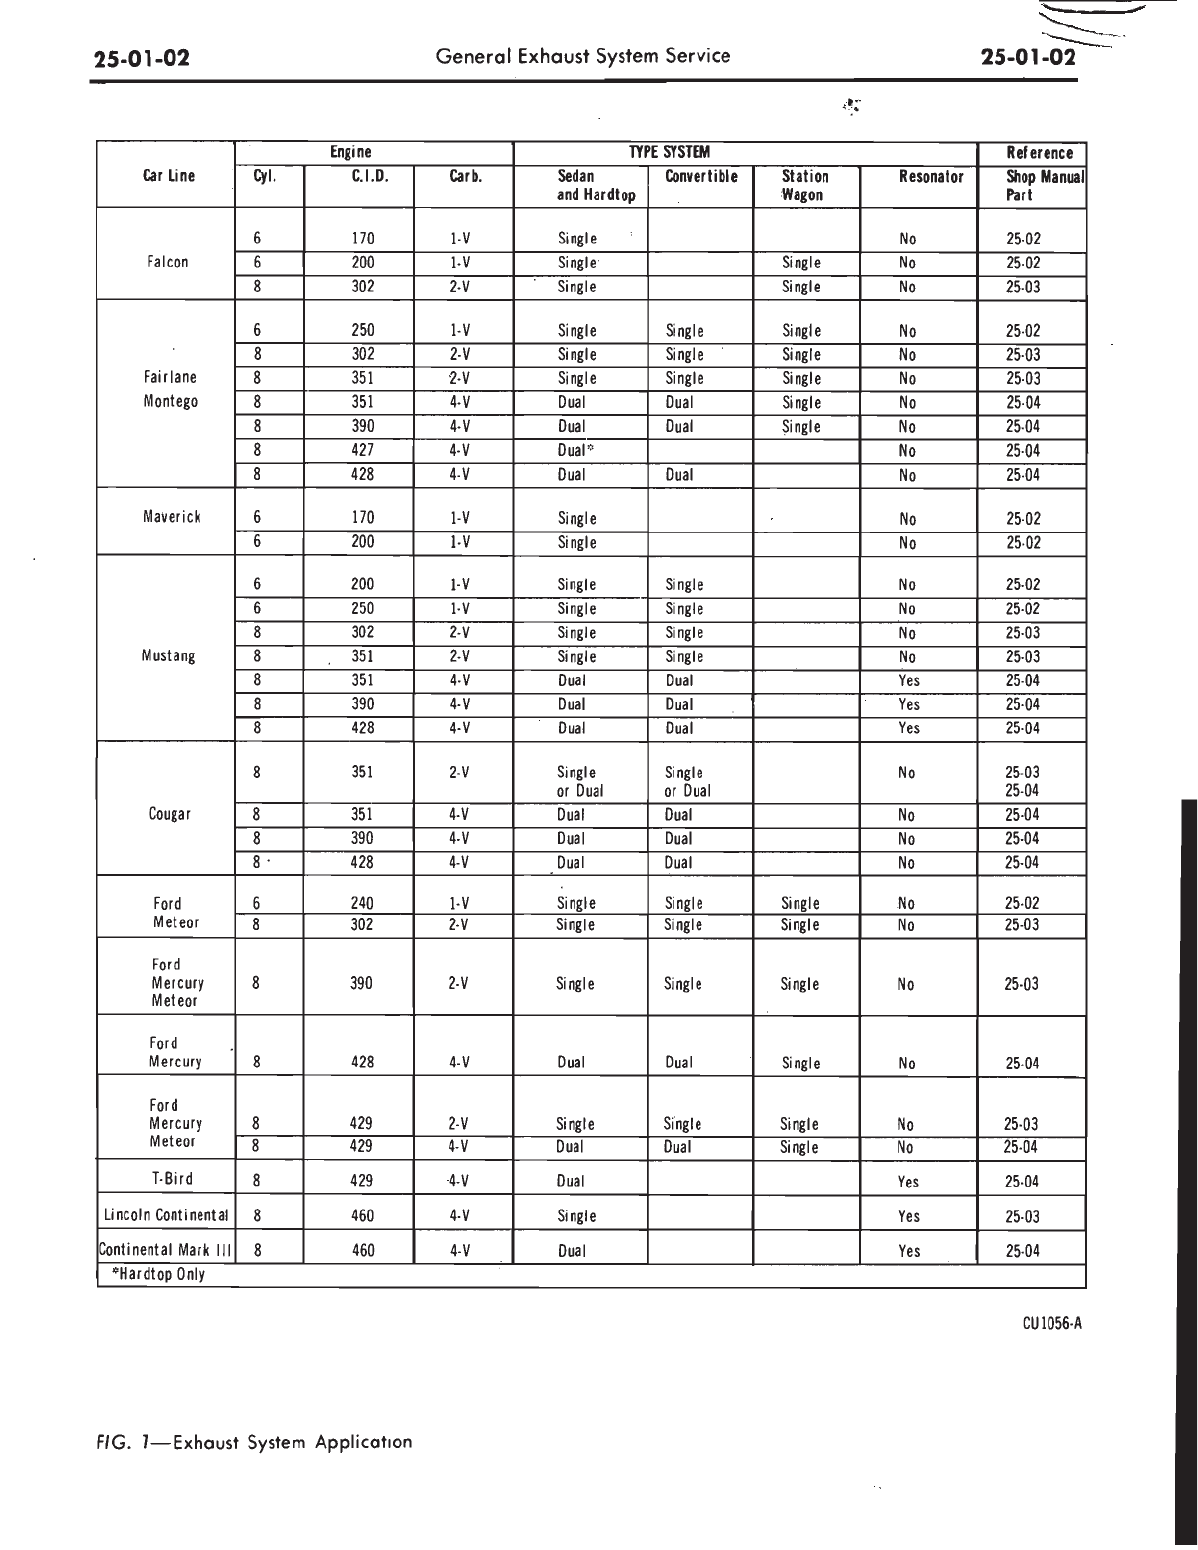 25-01-02 General Exhaust System Service 25-01-02
Engine TYPE SYSTEM Reference
Car Line Cyl. C.I.D. Carb. Sedan Convertible Station Resonator Shop Manual
and Hardtop Wagon Part
6 170 1-V Single No 25-02
Falcon 6 200 1-V Single Single No 25-02
8 302 2-V Single Single No 25-03
6 250 1-V Single Single Single No 25-02
8 302 2-V Single Single Single No 25-03
Fairlane 8 351 2-V Single Single Single No 25-03
Montego 8 351 4-V Dual Dual Single No 25-04
8 390 4-V Dual Dual Single No 25-04
8 427 4-V Dual* No 25-04
8 428 4-V Dual Dual No 25-04
Maverick 6 170 1-V Single No 25-02
6 200 1-V Single No 25-02
6 200 1-V Single Single No 25-02
6 250 1-V Single Single No 25-02
8 302 2-V Single Single No 25-03
Mustang 8 351 2-V Single Single No 25-03
8 351 4-V Dual Dual Yes 25-04
8 390 4-V Dual Dual Yes 25-04
8 428 4-V Dual Dual Yes 25-04
8 351 2-V Single Single No 25-03
or Dual or Dual 25-04
Cougar 8 351 4-V Dual Dual No 25-04
8 390 4-V Dual Dual No 25-04
8 428 4-V Dual Dual No 25-04
Ford 6 240 1-V Single Single Single No 25-02
Meteor 8 302 2-V Single Single Single No 25-03
Ford
Mercury 8 390 2-V Single Single Single No 25-03
Meteor
Ford
Mercury 8 428 4-V Dual Dual Single No 25-04
Ford
Mercury 8 429 2-V Single Single Single No 25-03
Meteor 8 429 4-V Dual Dual Single No 25-04
T-Bird 8 429 4-V Dual Yes 25-04
Lincoln Continental 8 460 4-V Single Yes 25-03
Continental Mark III 8 460 4-V Dual Yes 25-04
*Hardtop Only
CU1056-A
FIG. 1—Exhaust System Application